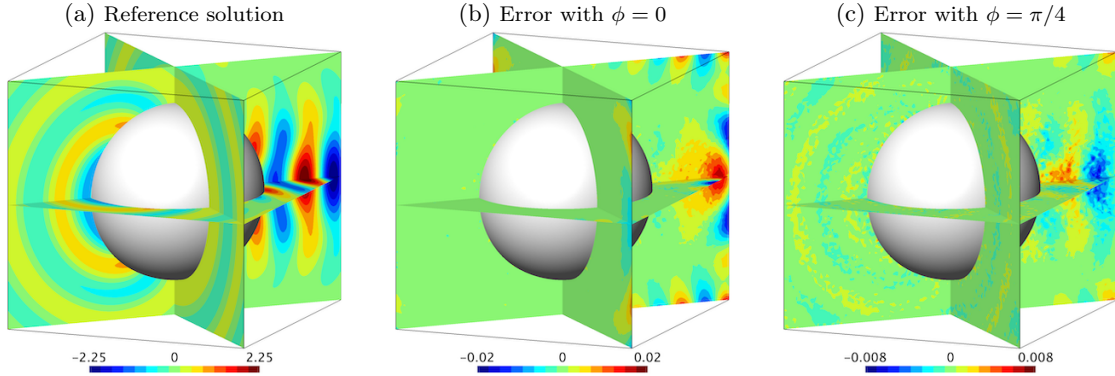 (a) Reference solution
(b) Error with ϕ = 0
(c) Error with ϕ = π/4
−2.25 0 2.25
−0.02 0 0.02
−0.008 0 0.008